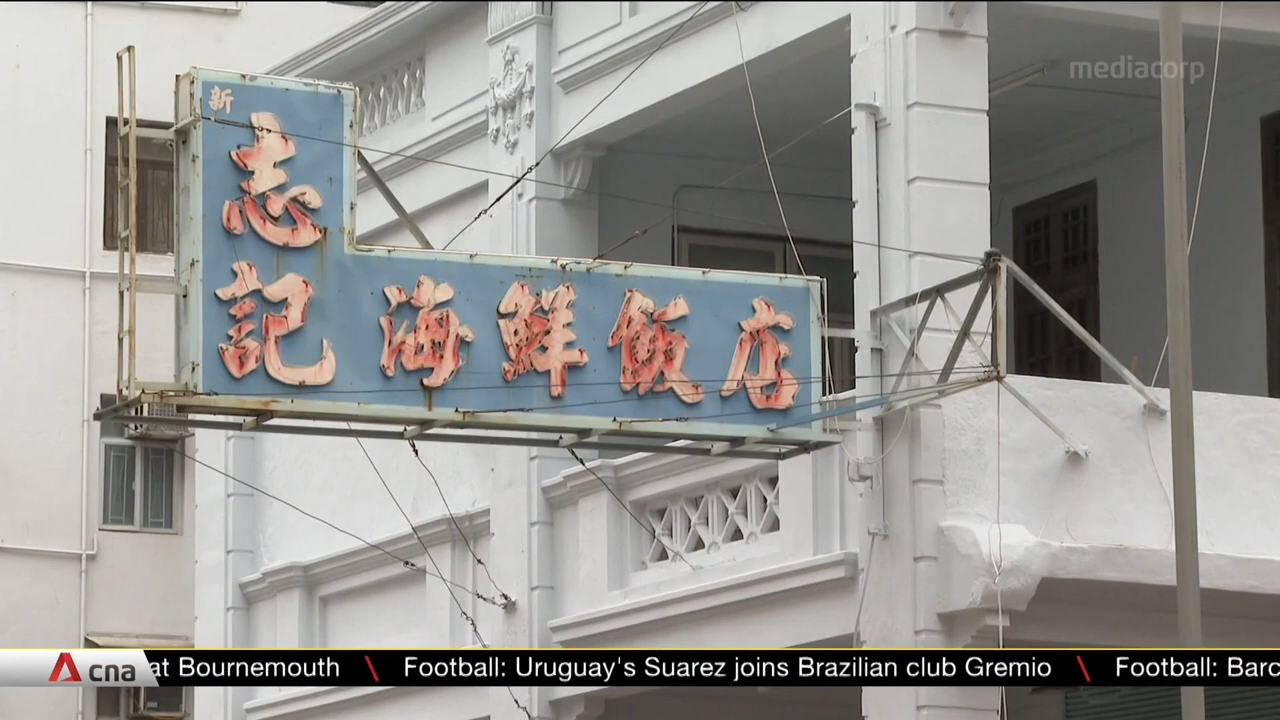 mediacorp
新
志
記海鮮飯店
cna at Bournemouth \ Football: Uruguay's Suarez joins Brazilian club Gremio \ Football: Barc